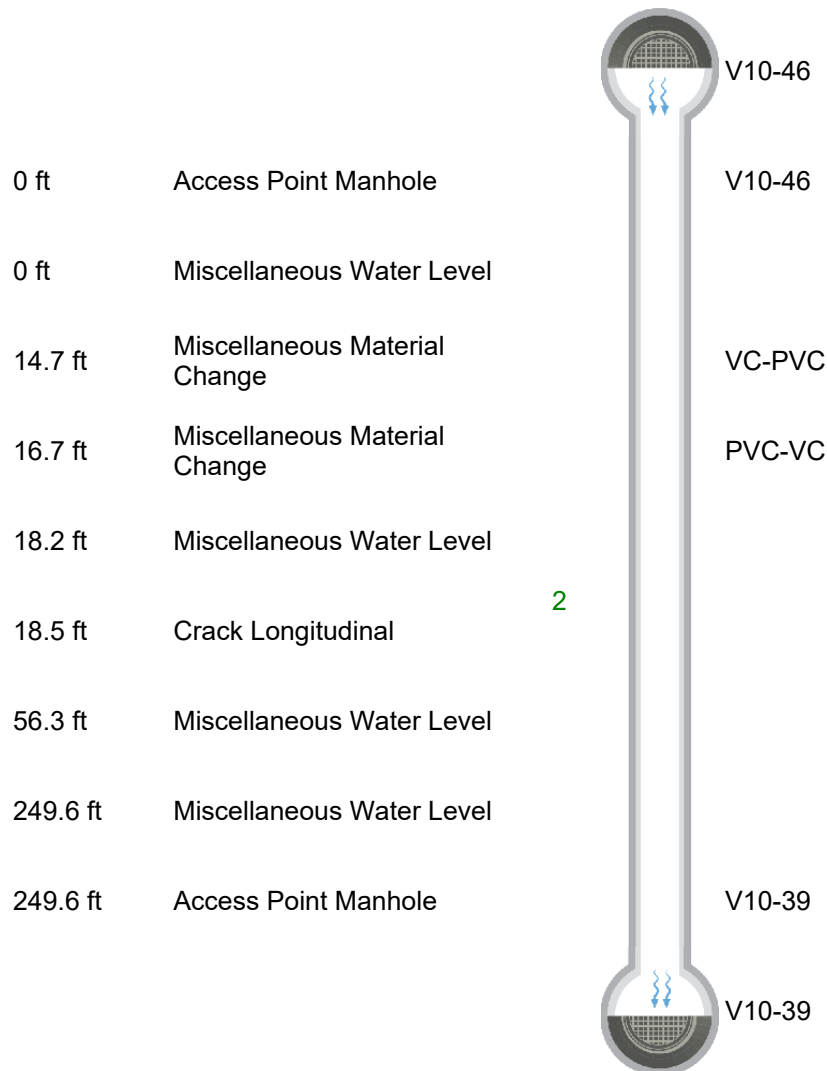 V10-46
0 ft Access Point Manhole V10-46
0 ft Miscellaneous Water Level
14.7 ft Miscellaneous Material
Change VC-PVC
16.7 ft Miscellaneous Material
Change PVC-VC
18.2 ft Miscellaneous Water Level
2
18.5 ft Crack Longitudinal
56.3 ft Miscellaneous Water Level
249.6 ft Miscellaneous Water Level
249.6 ft Access Point Manhole V10-39
V10-39